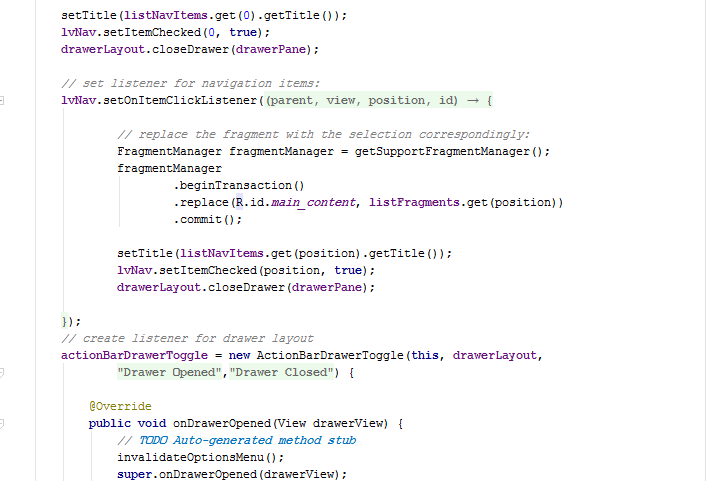 setTitle(listNavItems.get(0).getTitle());
lvNav.setItemChecked(0, true);
drawerLayout.closeDrawer(drawerPane);
// set listener for navigation items:
lvNav.setOnItemClickListener((parent, view, position, id) → {
// replace the fragment with the selection correspondingly:
FragmentManager fragmentManager = getSupportFragmentManager();
fragmentManager
.beginTransaction()
.replace(R.id.main_content, listFragments.get(position))
.commit();
setTitle(listNavItems.get(position).getTitle());
lvNav.setItemChecked(position, true);
drawerLayout.closeDrawer(drawerPane);
});
// create listener for drawer layout
actionBarDrawerToggle = new ActionBarDrawerToggle(this, drawerLayout,
"Drawer Opened","Drawer Closed") {
@Override
public void onDrawerOpened(View drawerView) {
// TODO Auto-generated method stub
invalidateOptionsMenu();
super.onDrawerOpened(drawerView);